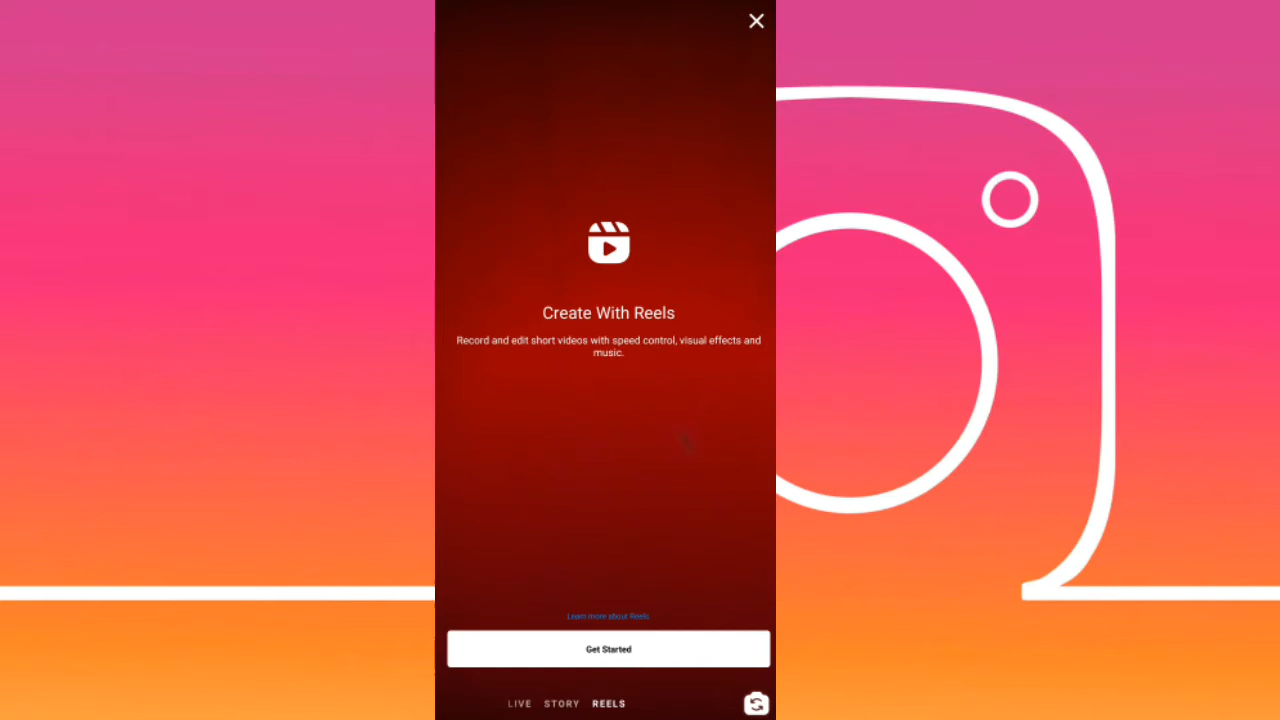 Create With Reels
Record and edit short videos with speed control, visual effects and
music.
Learn more about Reels
Get Started
LIVE STORY REELS